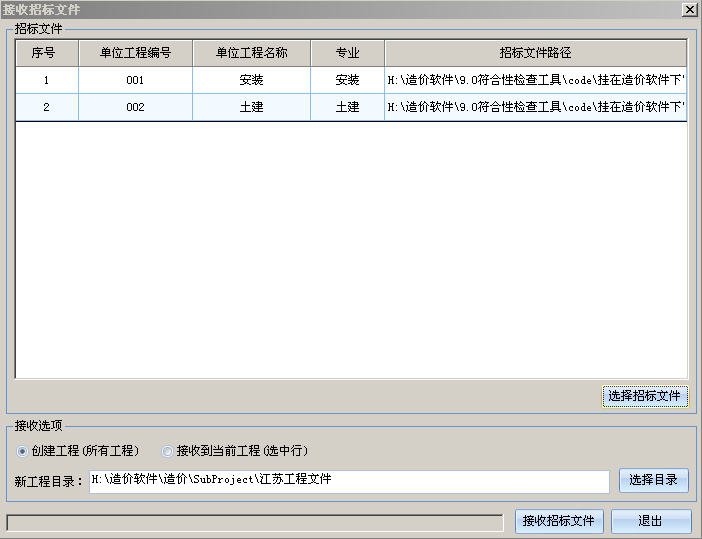 接收招标文件
招标文件
序号 单位工程编号 单位工程名称 专业 招标文件路径
1 001 安装 安装 H:\造价软件\9.0符合性检查工具\code\挂在造价软件下
2 002 土建 土建 H:\造价软件\9.0符合性检查工具\code\挂在造价软件下
选择招标文件
接收选项
创建工程(所有工程) 接收到当前工程(选中行)
新工程目录: H:\造价软件\造价\SubProject\江苏工程文件 选择目录
接收招标文件 退出